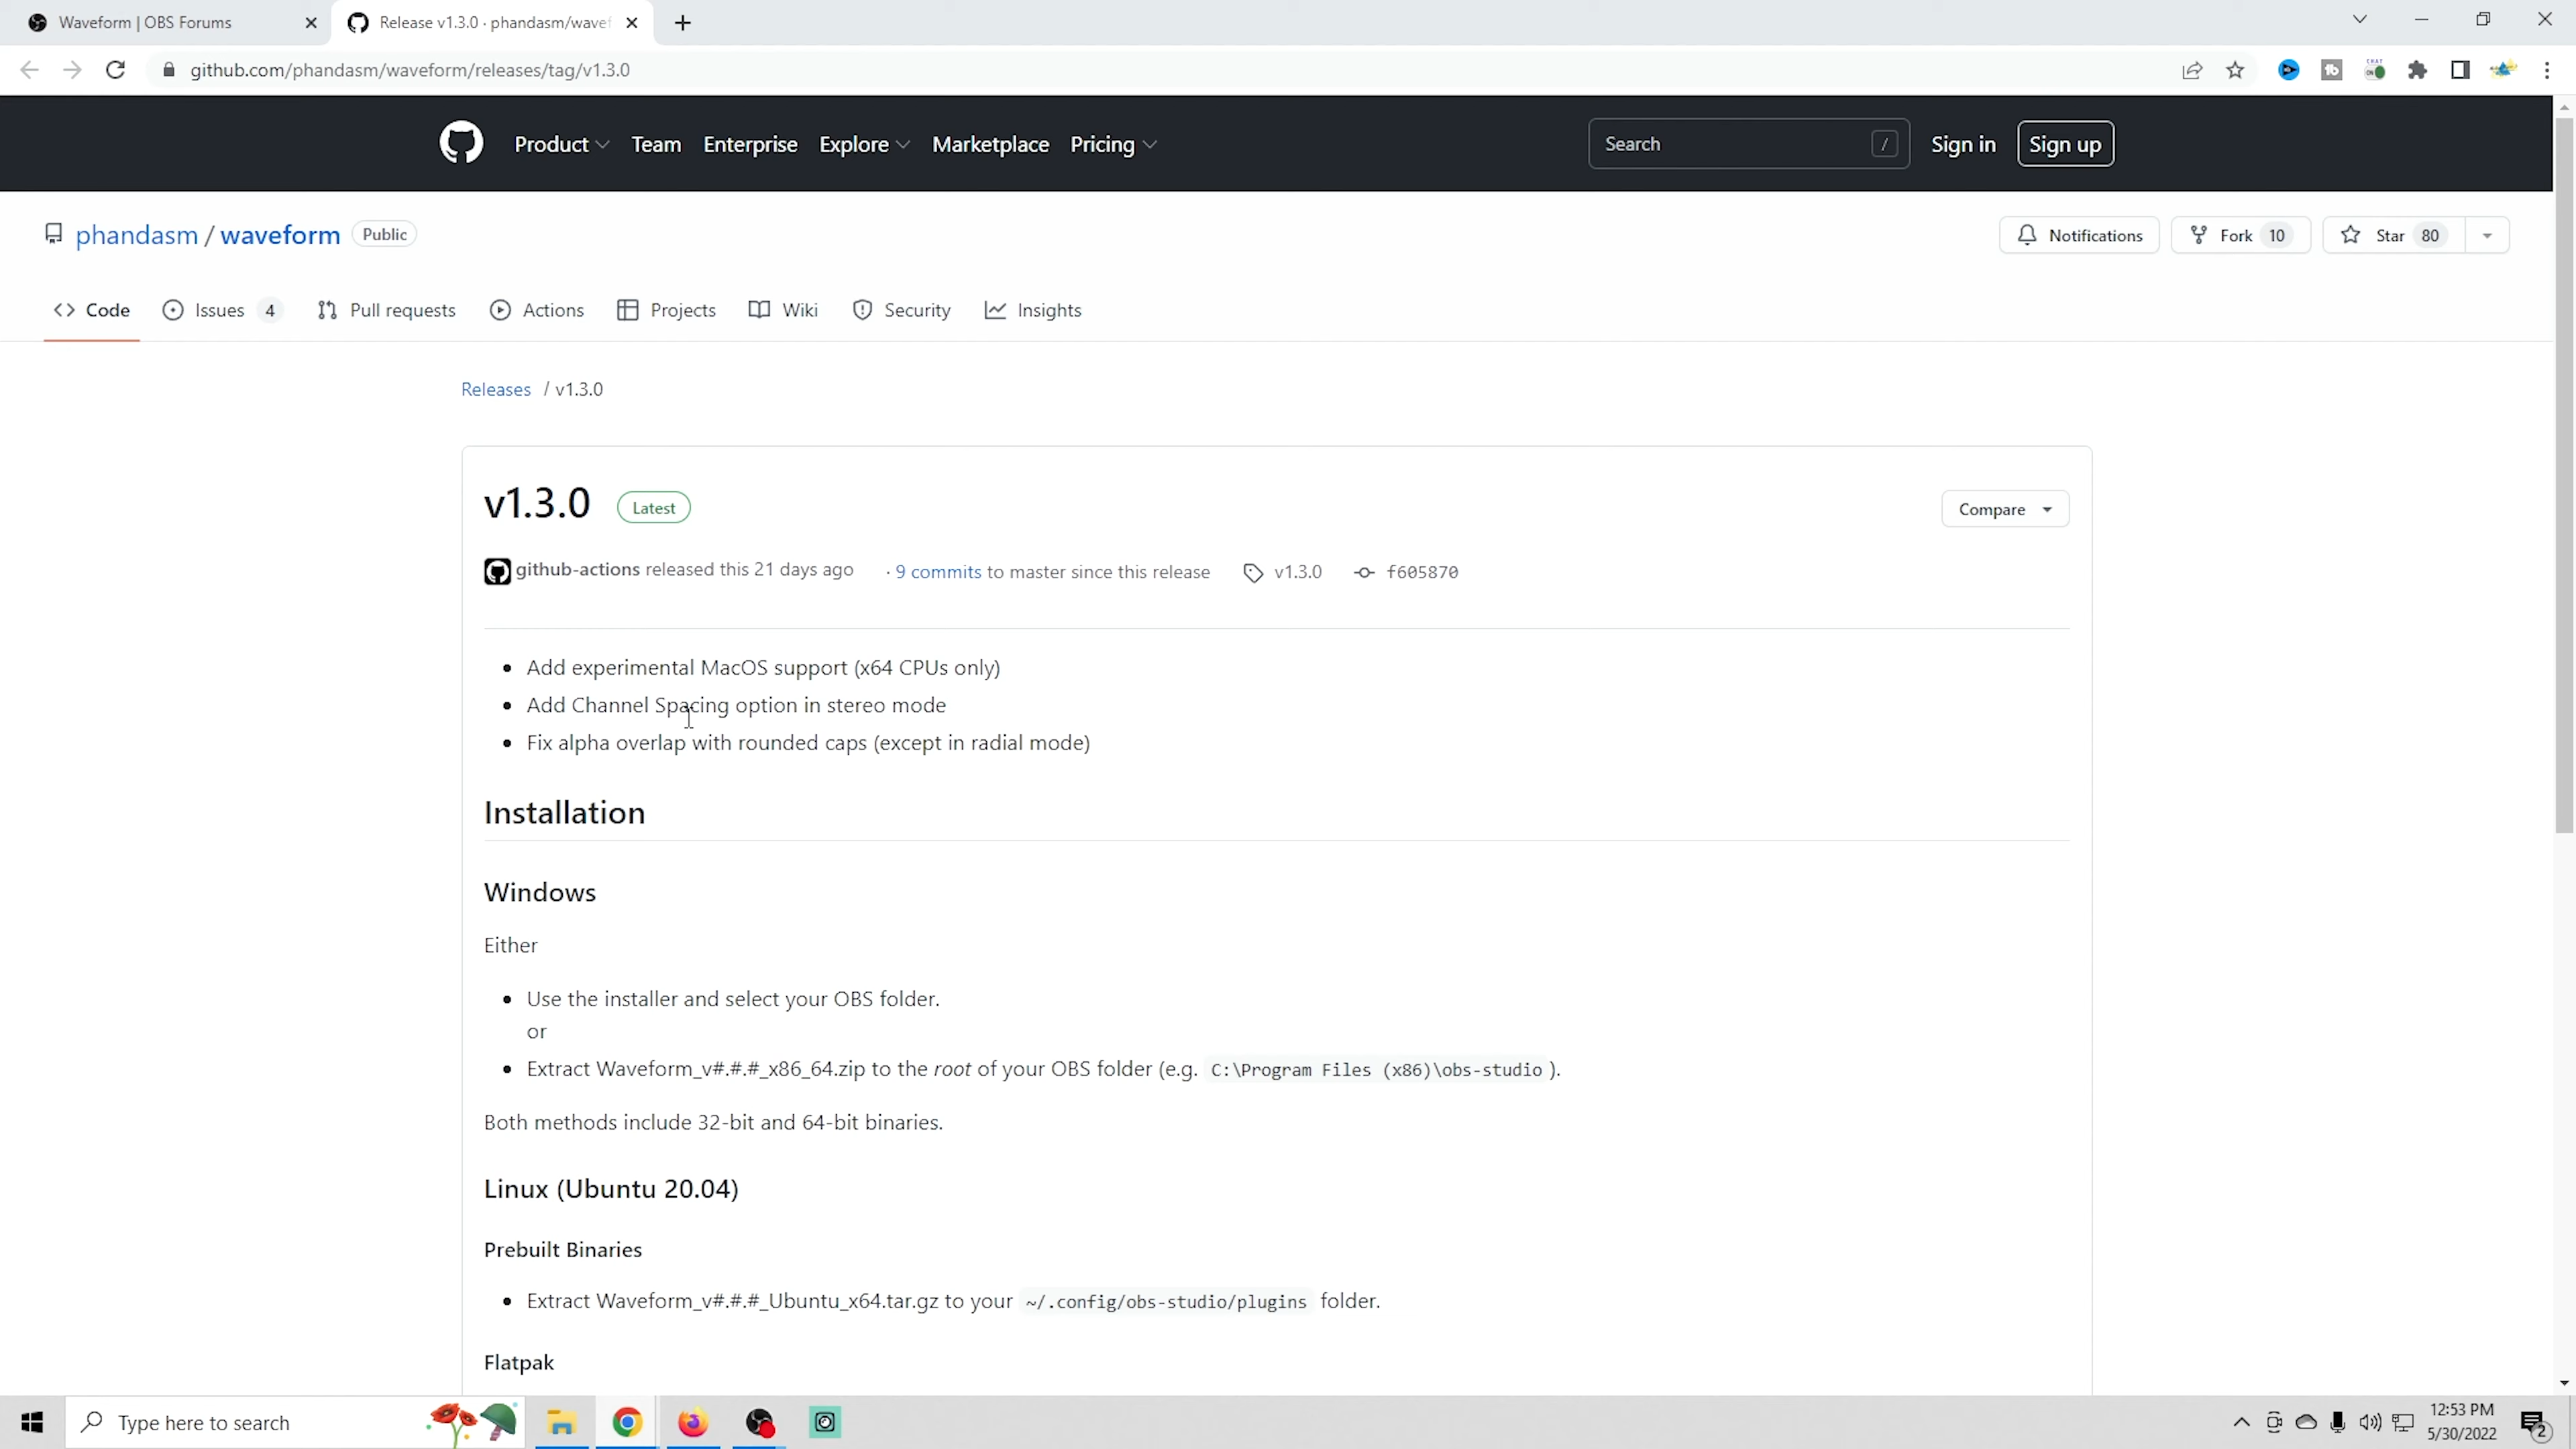 Waveform | OBS Forums
Release v1.3.0 · phandasm/wavef
github.com/phandasm/waveform/releases/tag/v1.3.0
Product
Team
Enterprise
Explore
Marketplace
Pricing
Search
/
Sign in
Sign up
phandasm / waveform
Public
Notifications
Fork 10
Star 80
Code
Issues 4
Pull requests
Actions
Projects
Wiki
Security
Insights
Releases / v1.3.0
v1.3.0
Latest
Compare
github-actions released this 21 days ago · 9 commits to master since this release v1.3.0 f605870
• Add experimental MacOS support (x64 CPUs only)
• Add Channel Spacing option in stereo mode
• Fix alpha overlap with rounded caps (except in radial mode)
Installation
Windows
Either
• Use the installer and select your OBS folder.
or
• Extract Waveform_v#.#.#_x86_64.zip to the root of your OBS folder (e.g. C:\Program Files (x86)\obs-studio ).
Both methods include 32-bit and 64-bit binaries.
Linux (Ubuntu 20.04)
Prebuilt Binaries
• Extract Waveform_v#.#.#_Ubuntu_x64.tar.gz to your ~/.config/obs-studio/plugins folder.
Flatpak
Type here to search
12:53 PM
5/30/2022
2